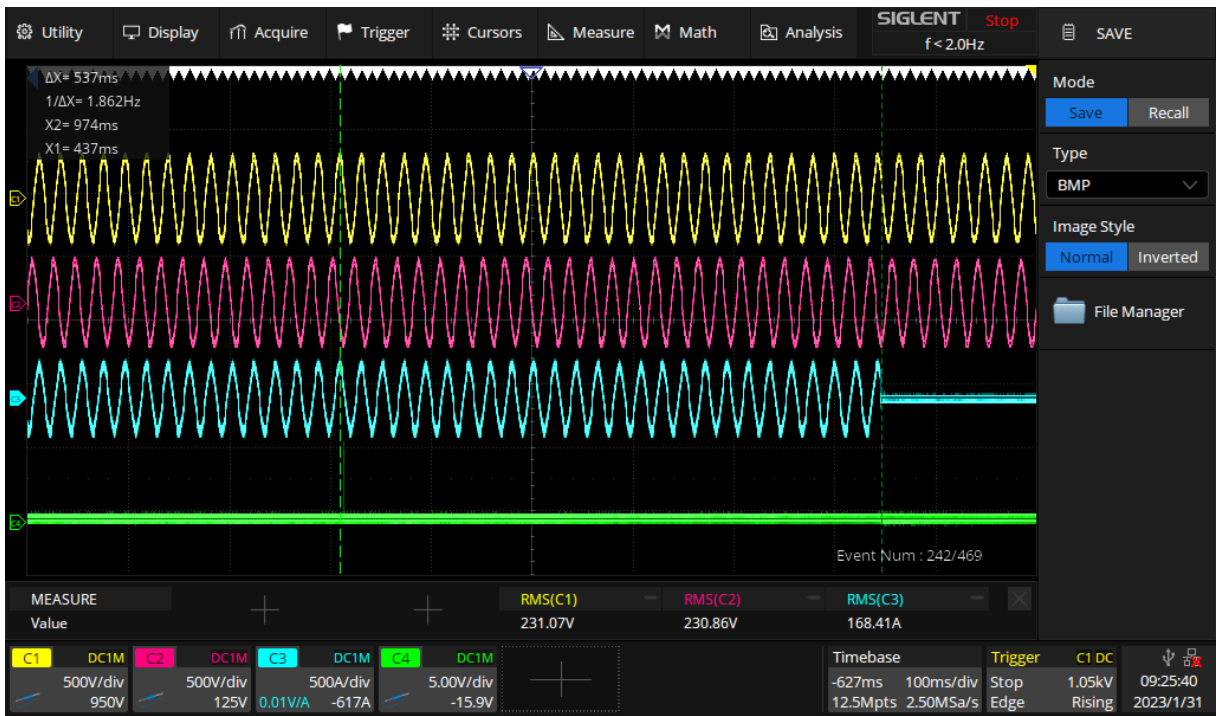 Utility Display Acquire Trigger Cursors Measure Math Analysis
SIGLENT Stop
f < 2.0Hz
SAVE
ΔX= 537ms
1/ΔX= 1.862Hz
X2= 974ms
X1= 437ms
Mode
Save Recall
Type
BMP
Image Style
Normal Inverted
File Manager
C1
C2
C3
C4
Event Num : 242/469
MEASURE RMS(C1) RMS(C2) RMS(C3)
Value 231.07V 230.86V 168.41A
C1 DC1M
500V/div
950V
C2 DC1M
500V/div
125V
C3 DC1M
500A/div
0.01V/A -617A
C4 DC1M
5.00V/div
-15.9V
Timebase
-627ms 100ms/div
12.5Mpts 2.50MSa/s
Trigger C1 DC
Stop 1.05kV
Edge Rising
09:25:40
2023/1/31